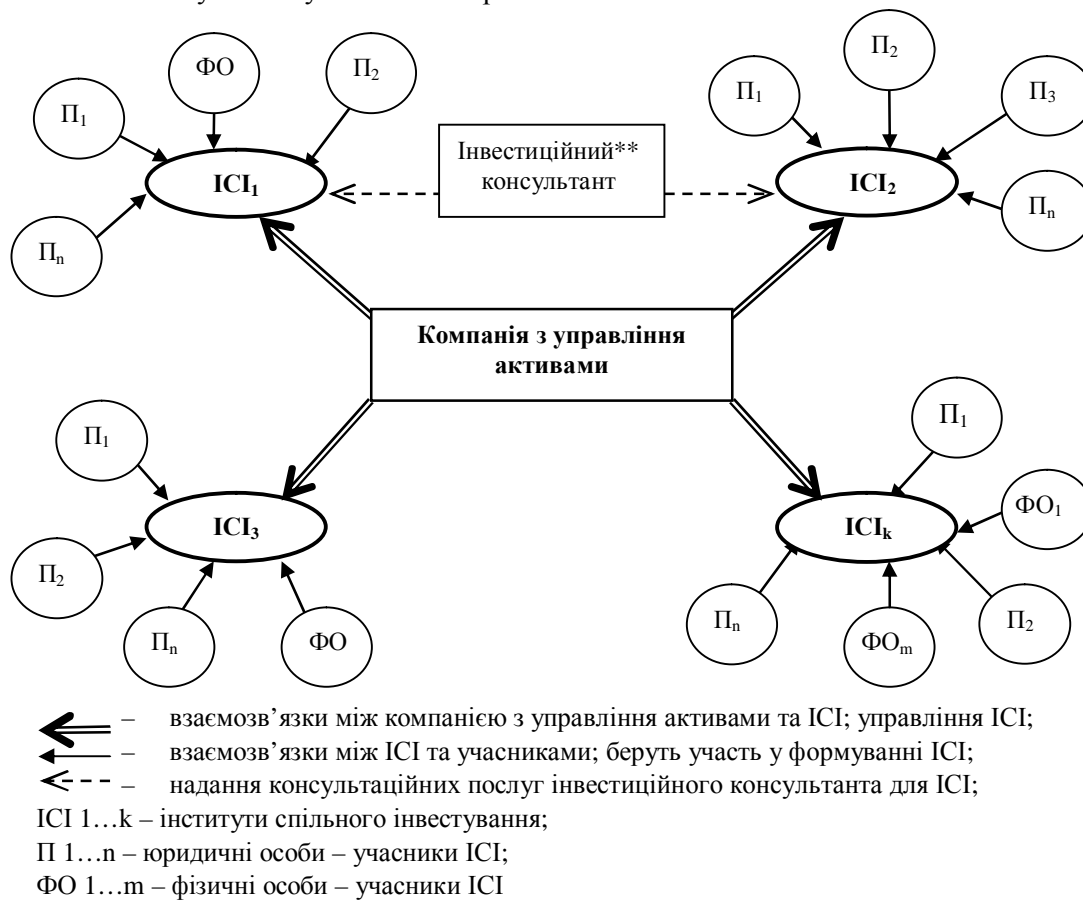 ФО
П2
П1
ІСІ1
Пn
Інвестиційний**
консультант
П2
П1
П3
ІСІ2
Пn
Компанія з управління
активами
П1
ІСІ3
П2
Пn
ФО
П1
ФО1
ІСІk
Пn
ФОm
П2
– взаємозв’язки між компанією з управління активами та ІСІ; управління ІСІ;
– взаємозв’язки між ІСІ та учасниками; беруть участь у формуванні ІСІ;
– надання консультаційних послуг інвестиційного консультанта для ІСІ;
ІСІ 1…k – інститути спільного інвестування;
П 1…n – юридичні особи – учасники ІСІ;
ФО 1…m – фізичні особи – учасники ІСІ